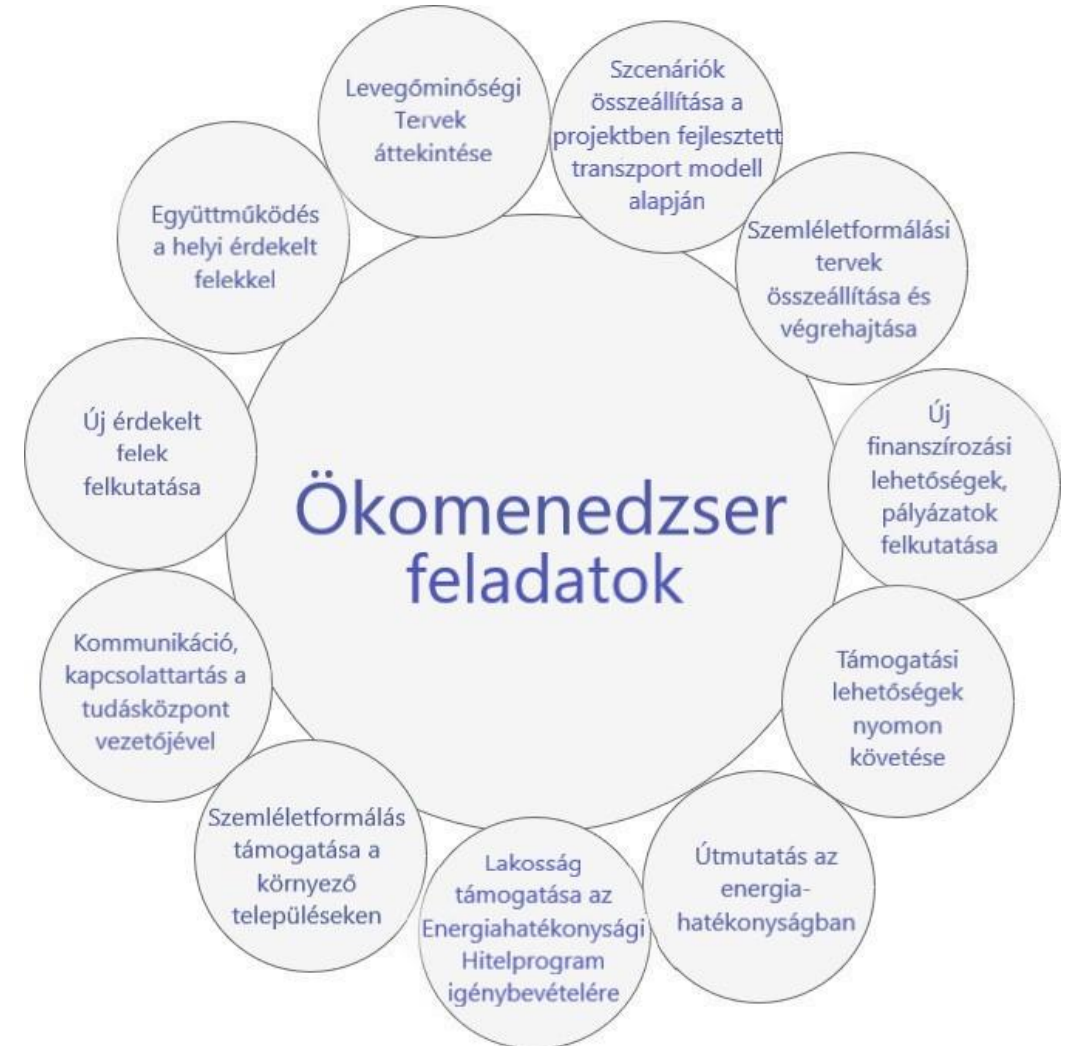 Levegőminőségi
Tervek
áttekintése
Szcenáriók
összeállítása a
projektben fejlesztett
transzport modell
alapján
Szemléletformálási
tervek
összeállítása és
végrehajtása
Új
finanszírozási
lehetőségek,
pályázatok
felkutatása
Támogatási
lehetőségek
nyomon
követése
Útmutatás az
energia-
hatékonyságban
Lakosság
támogatása az
Energiahatékonysági
Hitelprogram
igénybevételére
Szemléletformálás
támogatása a
környező
településeken
Kommunikáció,
kapcsolattartás a
tudásközpont
vezetőjével
Új érdekelt
felek
felkutatása
Együttműködés
a helyi érdekelt
felekkel
Ökomenedzser
feladatok